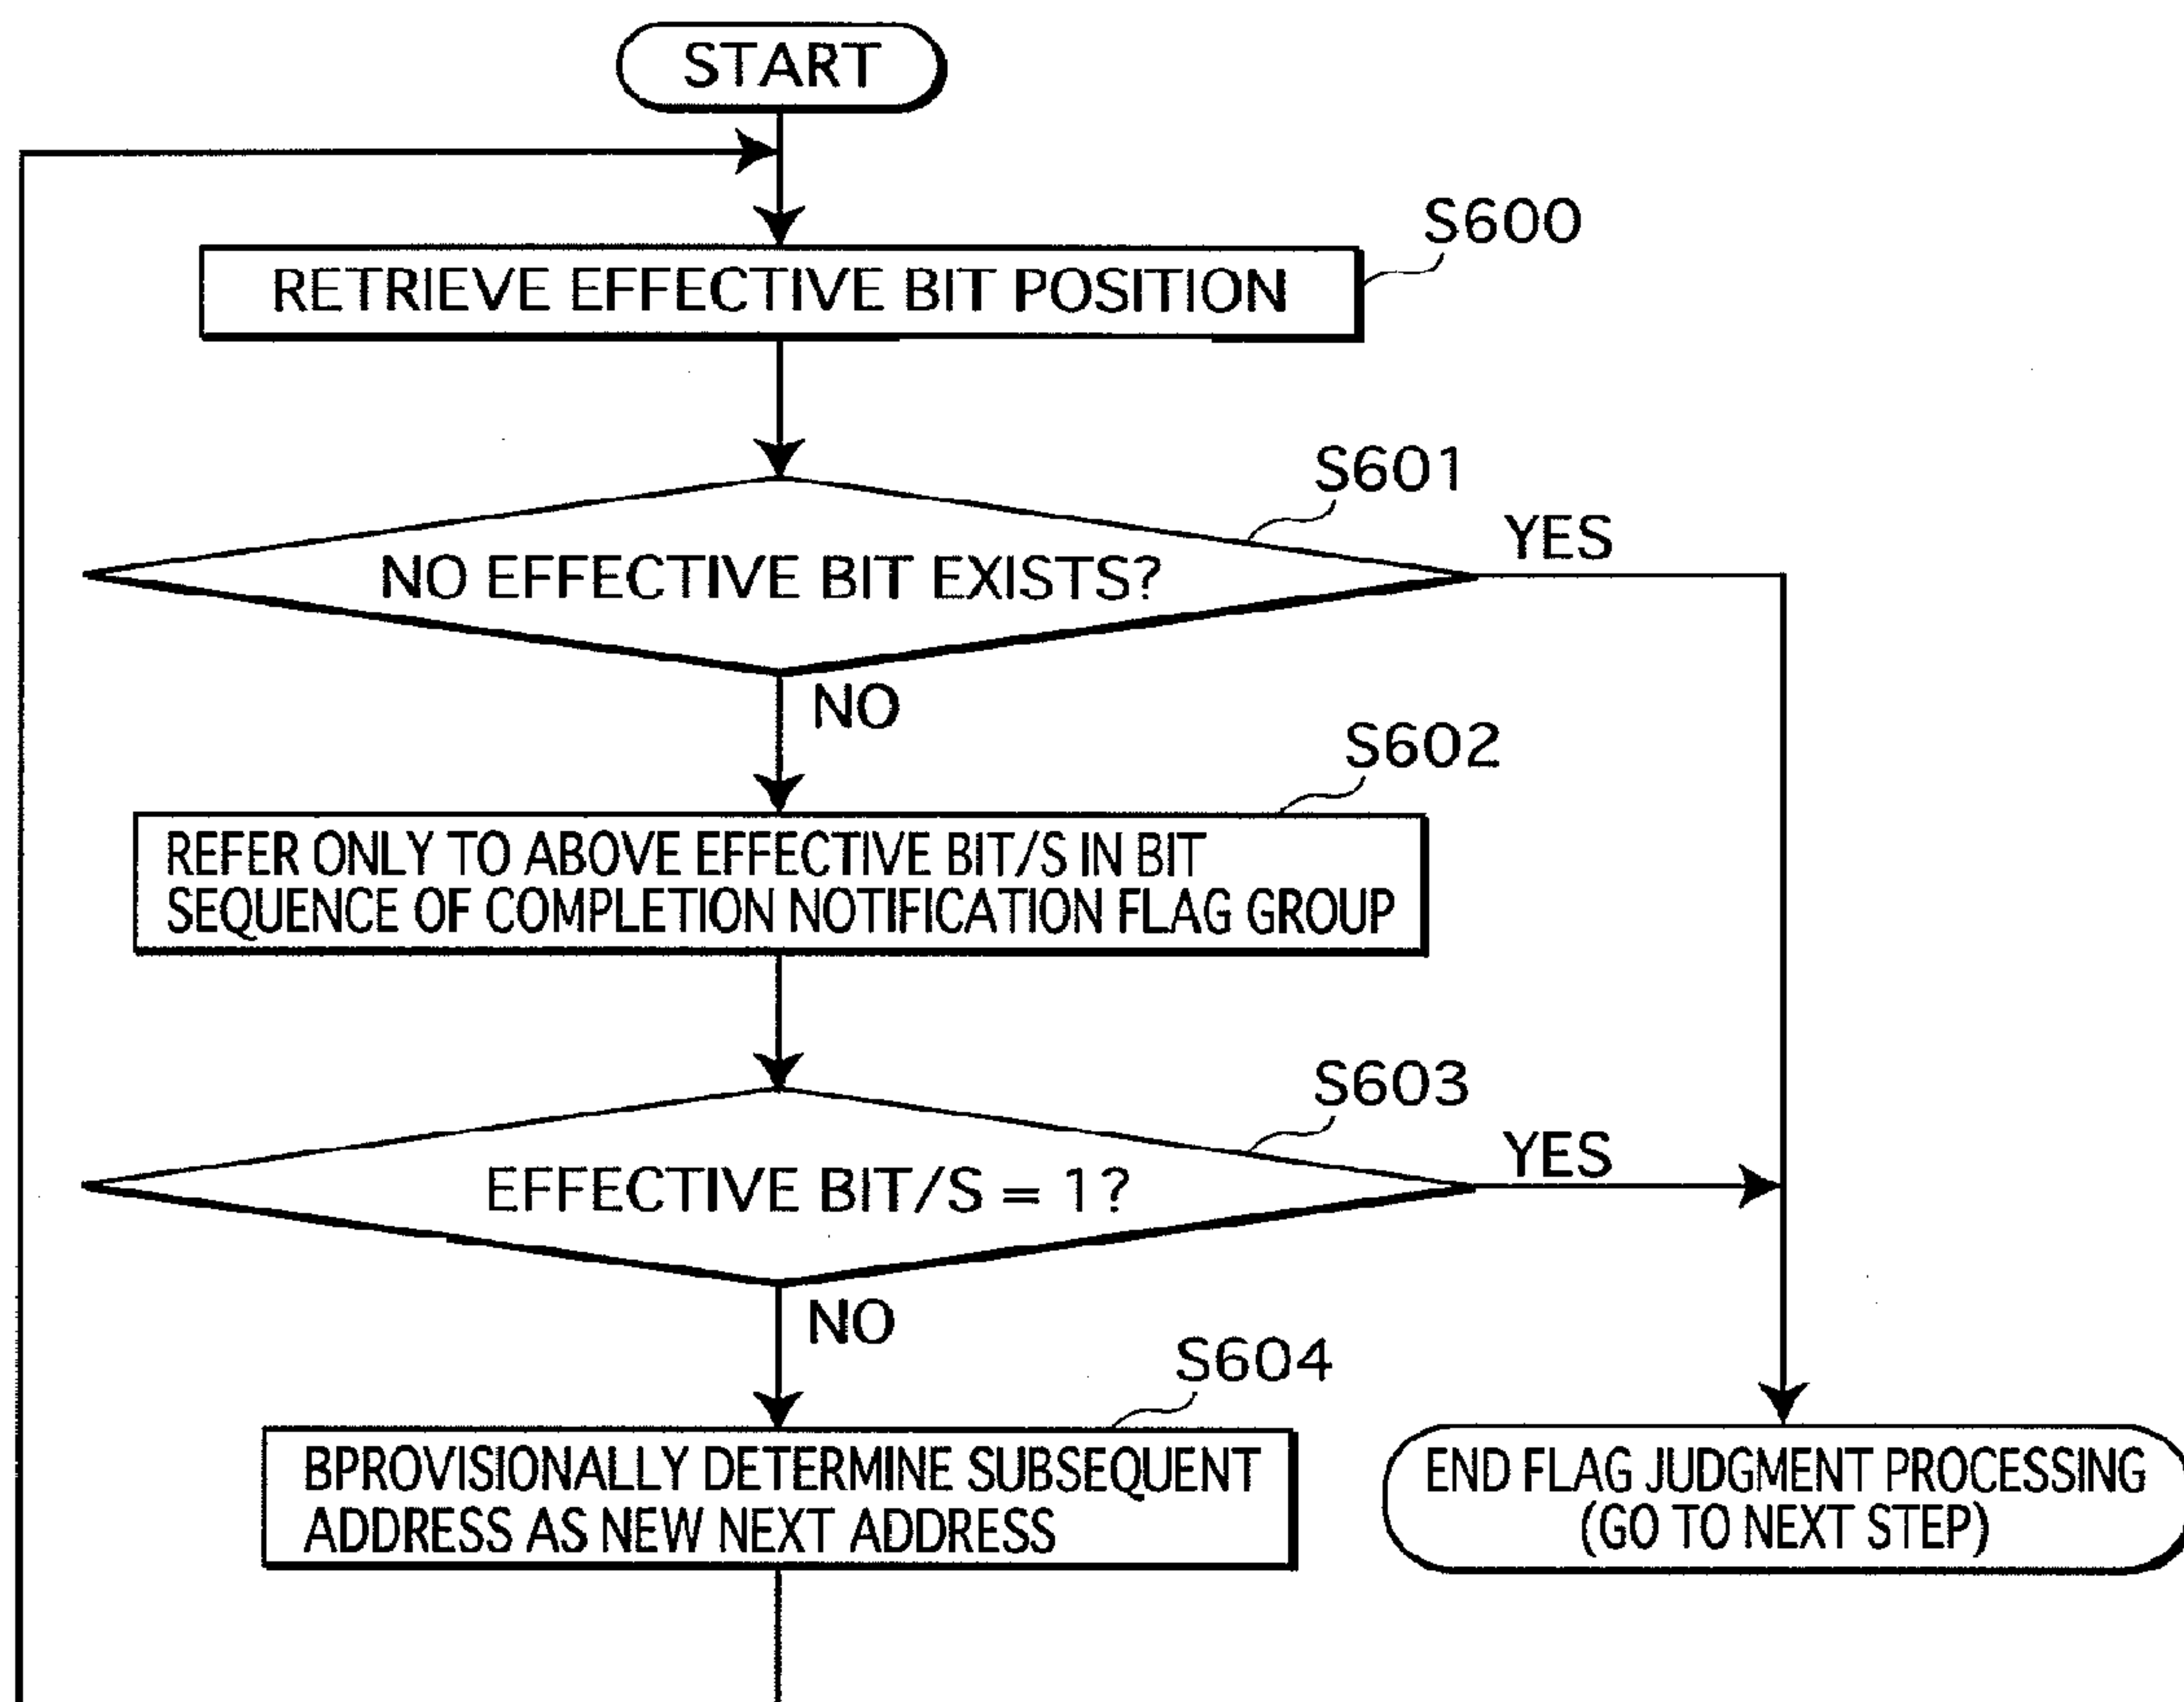 START
S600
RETRIEVE EFFECTIVE BIT POSITION
S601
YES
NO EFFECTIVE BIT EXISTS?
NO
S602
REFER ONLY TO ABOVE EFFECTIVE BIT/S IN BIT
SEQUENCE OF COMPLETION NOTIFICATION FLAG GROUP
S603
YES
EFFECTIVE BIT/S = 1?
NO
S604
BPROVISIONALLY DETERMINE SUBSEQUENT
ADDRESS AS NEW NEXT ADDRESS
END FLAG JUDGMENT PROCESSING
(GO TO NEXT STEP)